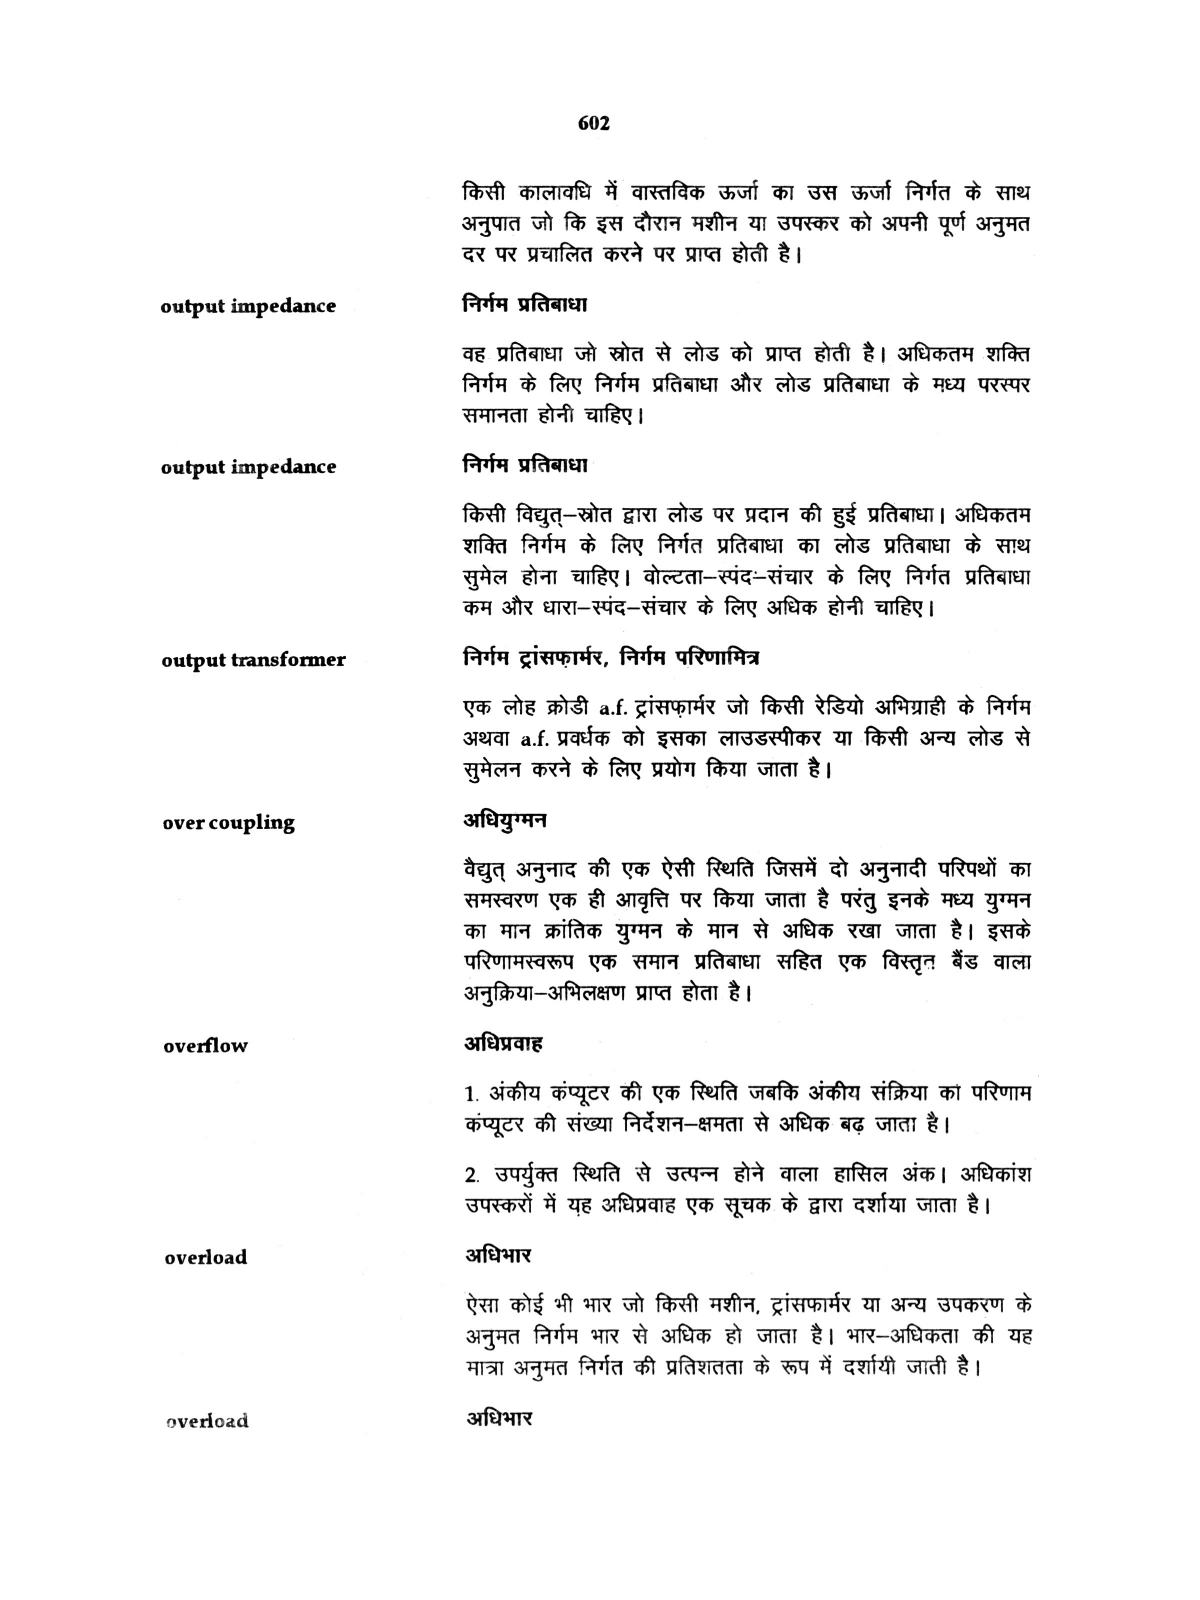 602
किसी कालावधि में वास्तविक ऊर्जा का उस ऊर्जा निर्गत के साथ
अनुपात जो कि इस दौरान मशीन या उपस्कर को अपनी पूर्ण अनुमत
दर पर प्रचालित करने पर प्राप्त होती है।
output impedance निर्गम प्रतिबाधा
वह प्रतिबाधा जो स्रोत से लोड को प्राप्त होती है। अधिकतम शक्ति
निर्गम के लिए निर्गम प्रतिबाधा और लोड प्रतिबाधा के मध्य परस्पर
समानता होनी चाहिए।
output impedance निर्गम प्रतिबाधा
किसी विद्युत्–स्रोत द्वारा लोड पर प्रदान की हुई प्रतिबाधा। अधिकतम
शक्ति निर्गम के लिए निर्गत प्रतिबाधा का लोड प्रतिबाधा के साथ
सुमेल होना चाहिए। वोल्टता–स्पंद–संचार के लिए निर्गत प्रतिबाधा
कम और धारा–स्पंद–संचार के लिए अधिक होनी चाहिए।
output transformer निर्गम ट्रांसफार्मर, निर्गम परिणामित्र
एक लोह क्रोडी a.f. ट्रांसफ़ार्मर जो किसी रेडियो अभिग्राही के निर्गम
अथवा a.f. प्रवर्धक को इसका लाउडस्पीकर या किसी अन्य लोड से
सुमेलन करने के लिए प्रयोग किया जाता है।
over coupling अधियुग्मन
वैद्युत् अनुनाद की एक ऐसी स्थिति जिसमें दो अनुनादी परिपथों का
समस्वरण एक ही आवृत्ति पर किया जाता है परंतु इनके मध्य युग्मन
का मान क्रांतिक युग्मन के मान से अधिक रखा जाता है। इसके
परिणामस्वरूप एक समान प्रतिबाधा सहित एक विस्तृत बैंड वाला
अनुक्रिया–अभिलक्षण प्राप्त होता है।
overflow अधिप्रवाह
1. अंकीय कंप्यूटर की एक स्थिति जबकि अंकीय संक्रिया का परिणाम
कंप्यूटर की संख्या निर्देशन–क्षमता से अधिक बढ़ जाता है।
2. उपर्युक्त स्थिति से उत्पन्न होने वाला हासिल अंक। अधिकांश
उपस्करों में यह अधिप्रवाह एक सूचक के द्वारा दर्शाया जाता है।
overload अधिभार
ऐसा कोई भी भार जो किसी मशीन, ट्रांसफार्मर या अन्य उपकरण के
अनुमत निर्गम भार से अधिक हो जाता है। भार–अधिकता की यह
मात्रा अनुमत निर्गत की प्रतिशतता के रूप में दर्शायी जाती है।
overload अधिभार